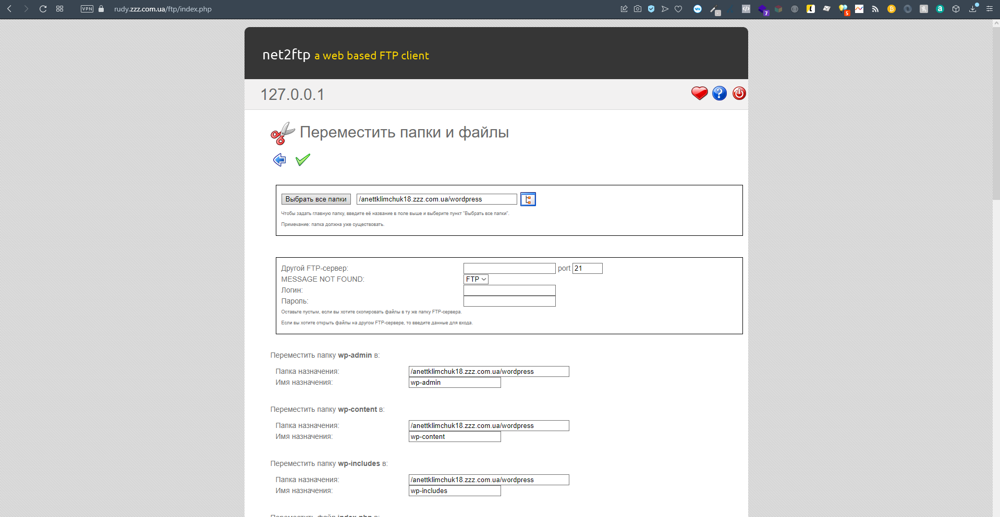 VPN
rudy.zzz.com.ua/ftp/index.php
7
5
net2ftp a web based FTP client
127.0.0.1
Переместить папки и файлы
Выбрать все папки /anettklimchuk18.zzz.com.ua/wordpress
Чтобы задать главную папку, введите её название в поле выше и выберите пункт "Выбрать все папки".
Примечание: папка должна уже существовать.
Другой FTP-сервер: port 21
MESSAGE NOT FOUND: FTP
Логин:
Пароль:
Оставьте пустым, если вы хотите скопировать файлы в ту же папку FTP-сервера.
Если вы хотите открыть файлы на другом FTP-сервере, то введите данные для входа.
Переместить папку wp-admin в:
Папка назначения: /anettklimchuk18.zzz.com.ua/wordpress
Имя назначения: wp-admin
Переместить папку wp-content в:
Папка назначения: /anettklimchuk18.zzz.com.ua/wordpress
Имя назначения: wp-content
Переместить папку wp-includes в:
Папка назначения: /anettklimchuk18.zzz.com.ua/wordpress
Имя назначения: wp-includes
Переместить файл index.php в: